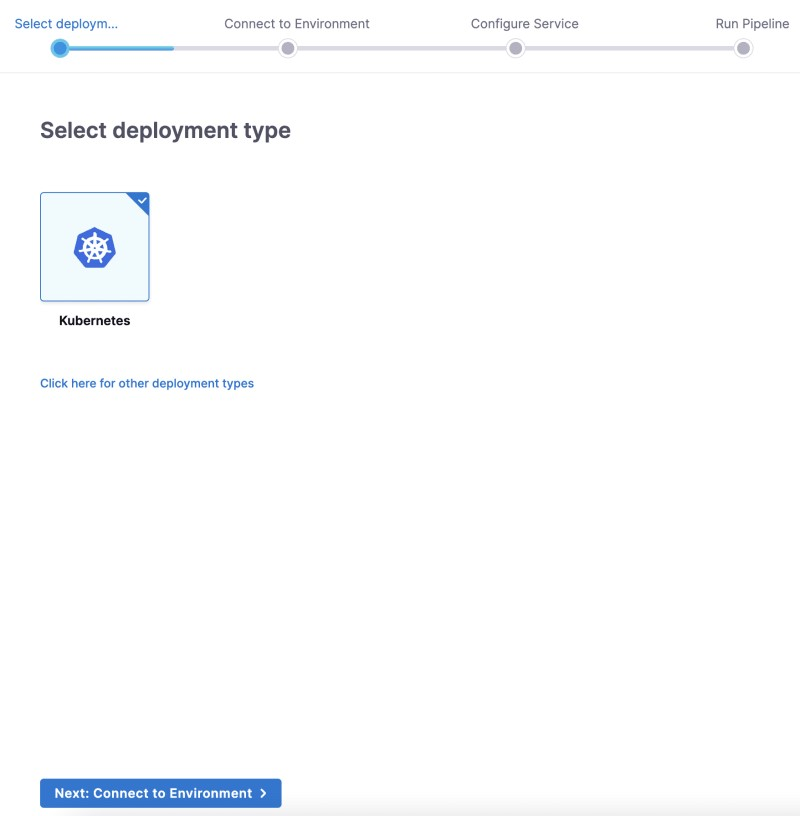 Select deploym...
Connect to Environment
Configure Service
Run Pipeline
Select deployment type
Kubernetes
Click here for other deployment types
Next: Connect to Environment